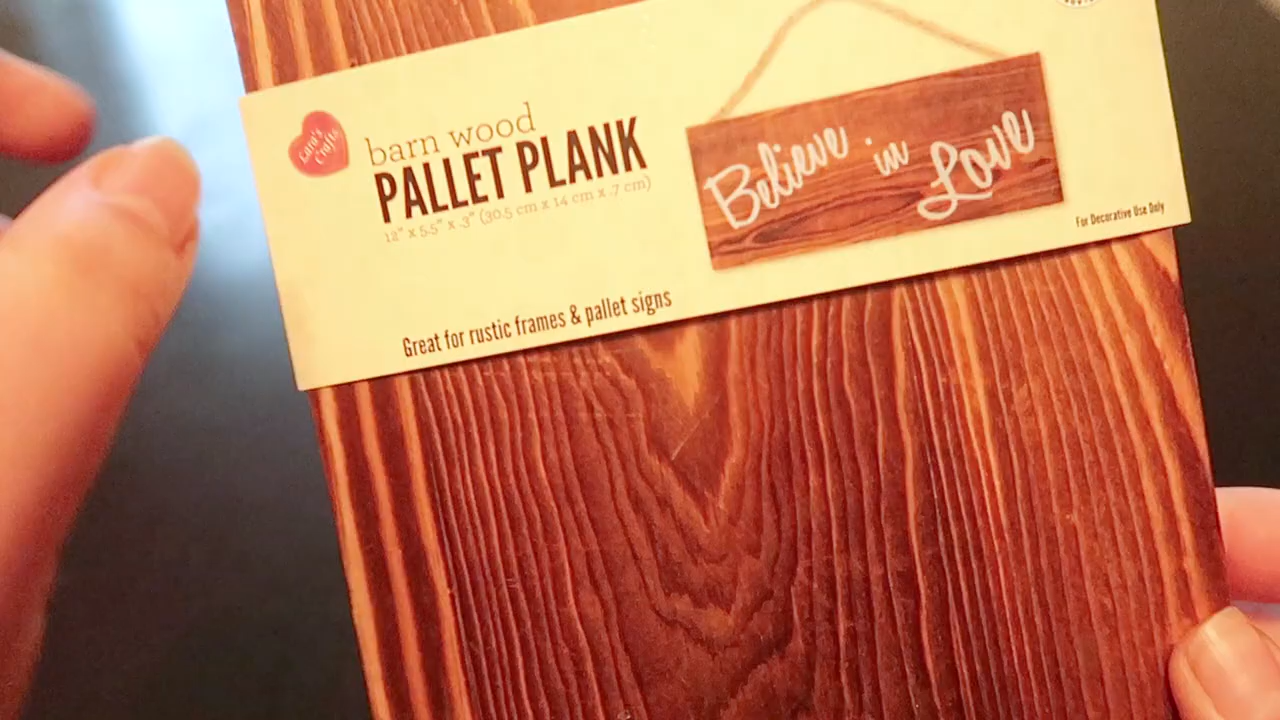 Lara's
Crafts
barn wood
PALLET PLANK
12" x 5.5" x .3" (30.5 cm x 14 cm x .7 cm)
Great for rustic frames & pallet signs
Believe in Love
For Decorative Use Only